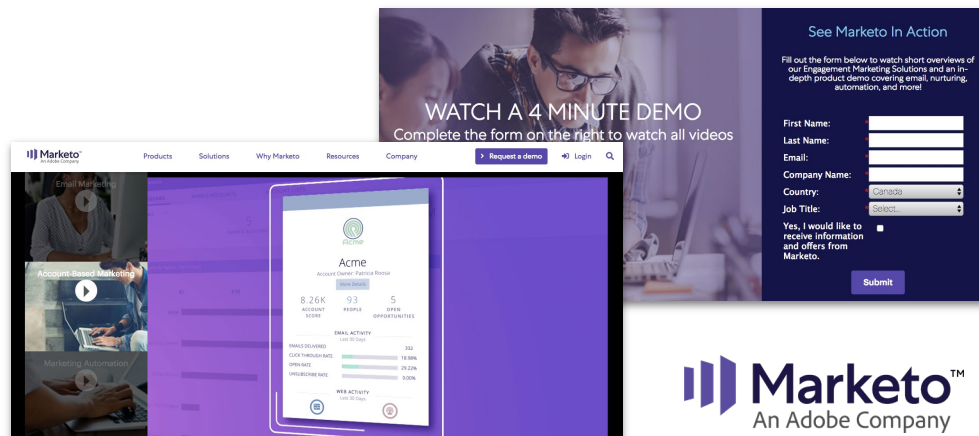 See Marketo In Action
Fill out the form below to watch short overviews of
our Engagement Marketing Solutions and an in-
depth product demo covering email, nurturing,
automation, and more!
WATCH A 4 MINUTE DEMO
Complete the form on the right to watch all videos
First Name: *
Last Name: *
Email: *
Company Name: *
Country: * Canada
Job Title: * Select...
Yes, I would like to
receive information
and offers from
Marketo.
Submit
Marketo™
An Adobe Company
Products Solutions Why Marketo Resources Company Request a demo Login
Email Marketing
Account-Based Marketing
Marketing Automation
Acme
Acme
Account Owner: Patricia Rossa
More Details
8.26K 93 5
ACCOUNT SCORE PEOPLE OPEN OPPORTUNITIES
EMAIL ACTIVITY
Last 30 Days
EMAILS DELIVERED
CLICK THROUGH RATE 10.98%
OPEN RATE 29.22%
UNSUBSCRIBE RATE 0.00%
WEB ACTIVITY
Last 30 Days
Marketo™
An Adobe Company